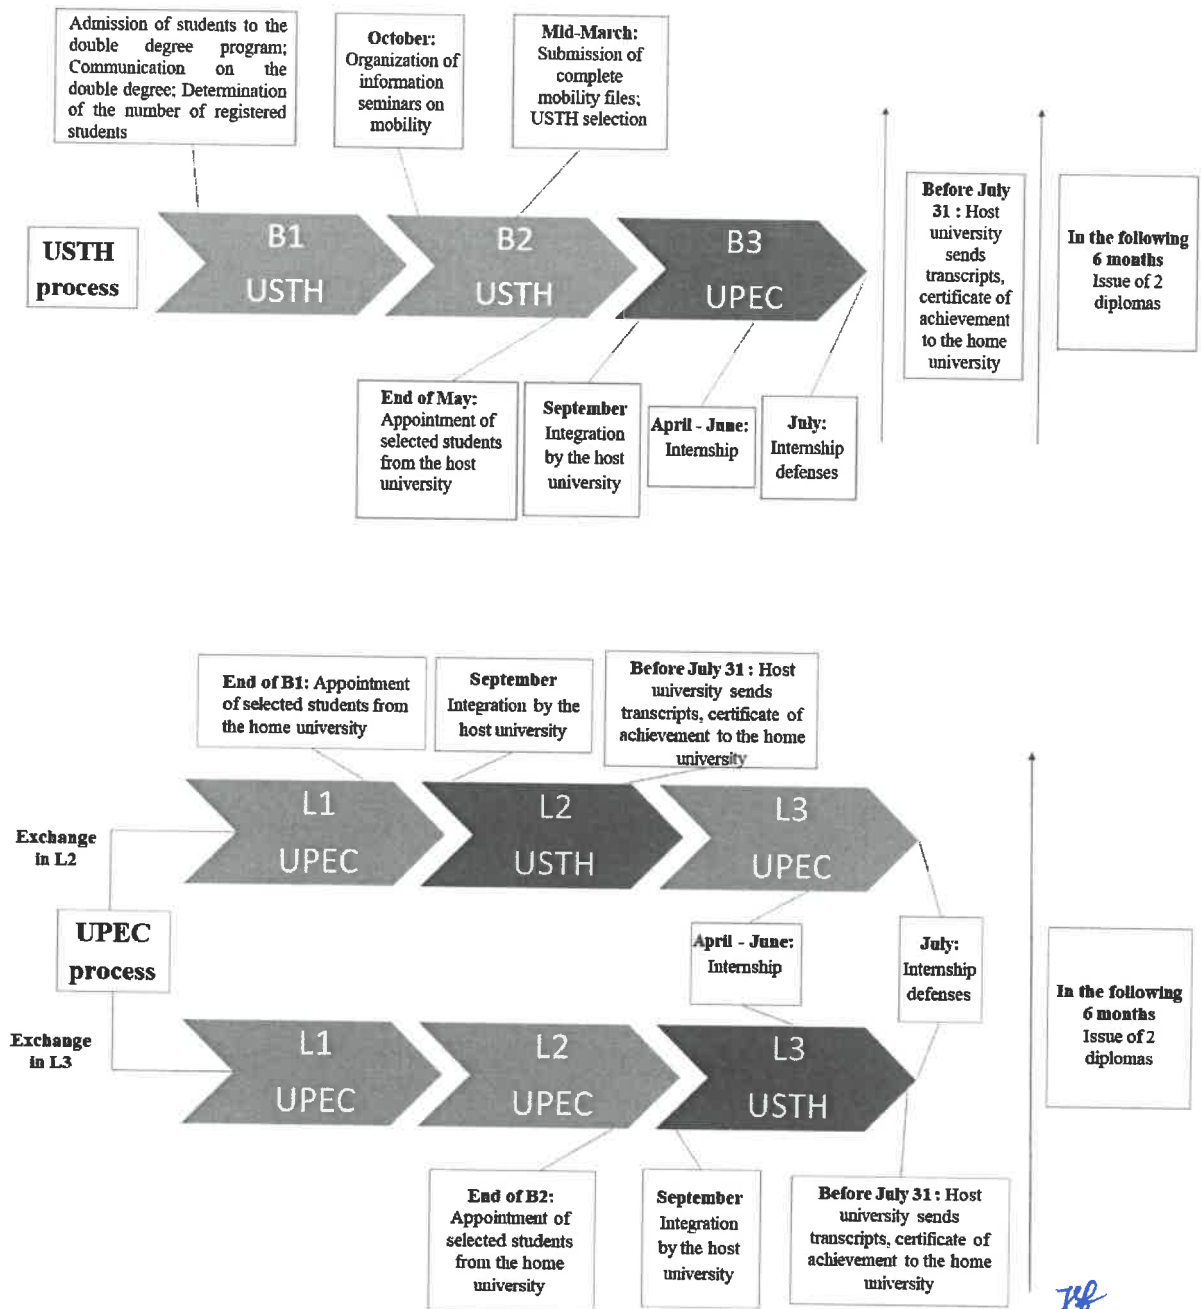 Admission of students to the
double degree program;
Communication on the
double degree; Determination
of the number of registered
students
October:
Organization of
information
seminars on
mobility
Mid-March:
Submission of
complete
mobility files;
USTH selection
USTH
process
B1
USTH
B2
USTH
B3
UPEC
Before July
31 : Host
university
sends
transcripts,
certificate of
achievement
to the home
university
In the following
6 months
Issue of 2
diplomas
End of May:
Appointment of
selected students
from the host
university
September
Integration
by the host
university
April - June:
Internship
July:
Internship
defenses
End of B1: Appointment
of selected students from
the home university
September
Integration by the
host university
Before July 31 : Host
university sends
transcripts, certificate of
achievement to the home
university
Exchange
in L2
L1
UPEC
L2
USTH
L3
UPEC
UPEC
process
April - June:
Internship
July:
Internship
defenses
In the following
6 months
Issue of 2
diplomas
Exchange
in L3
L1
UPEC
L2
UPEC
L3
USTH
End of B2:
Appointment of
selected students
from the home
university
September
Integration
by the host
university
Before July 31 : Host
university sends
transcripts, certificate of
achievement to the home
university